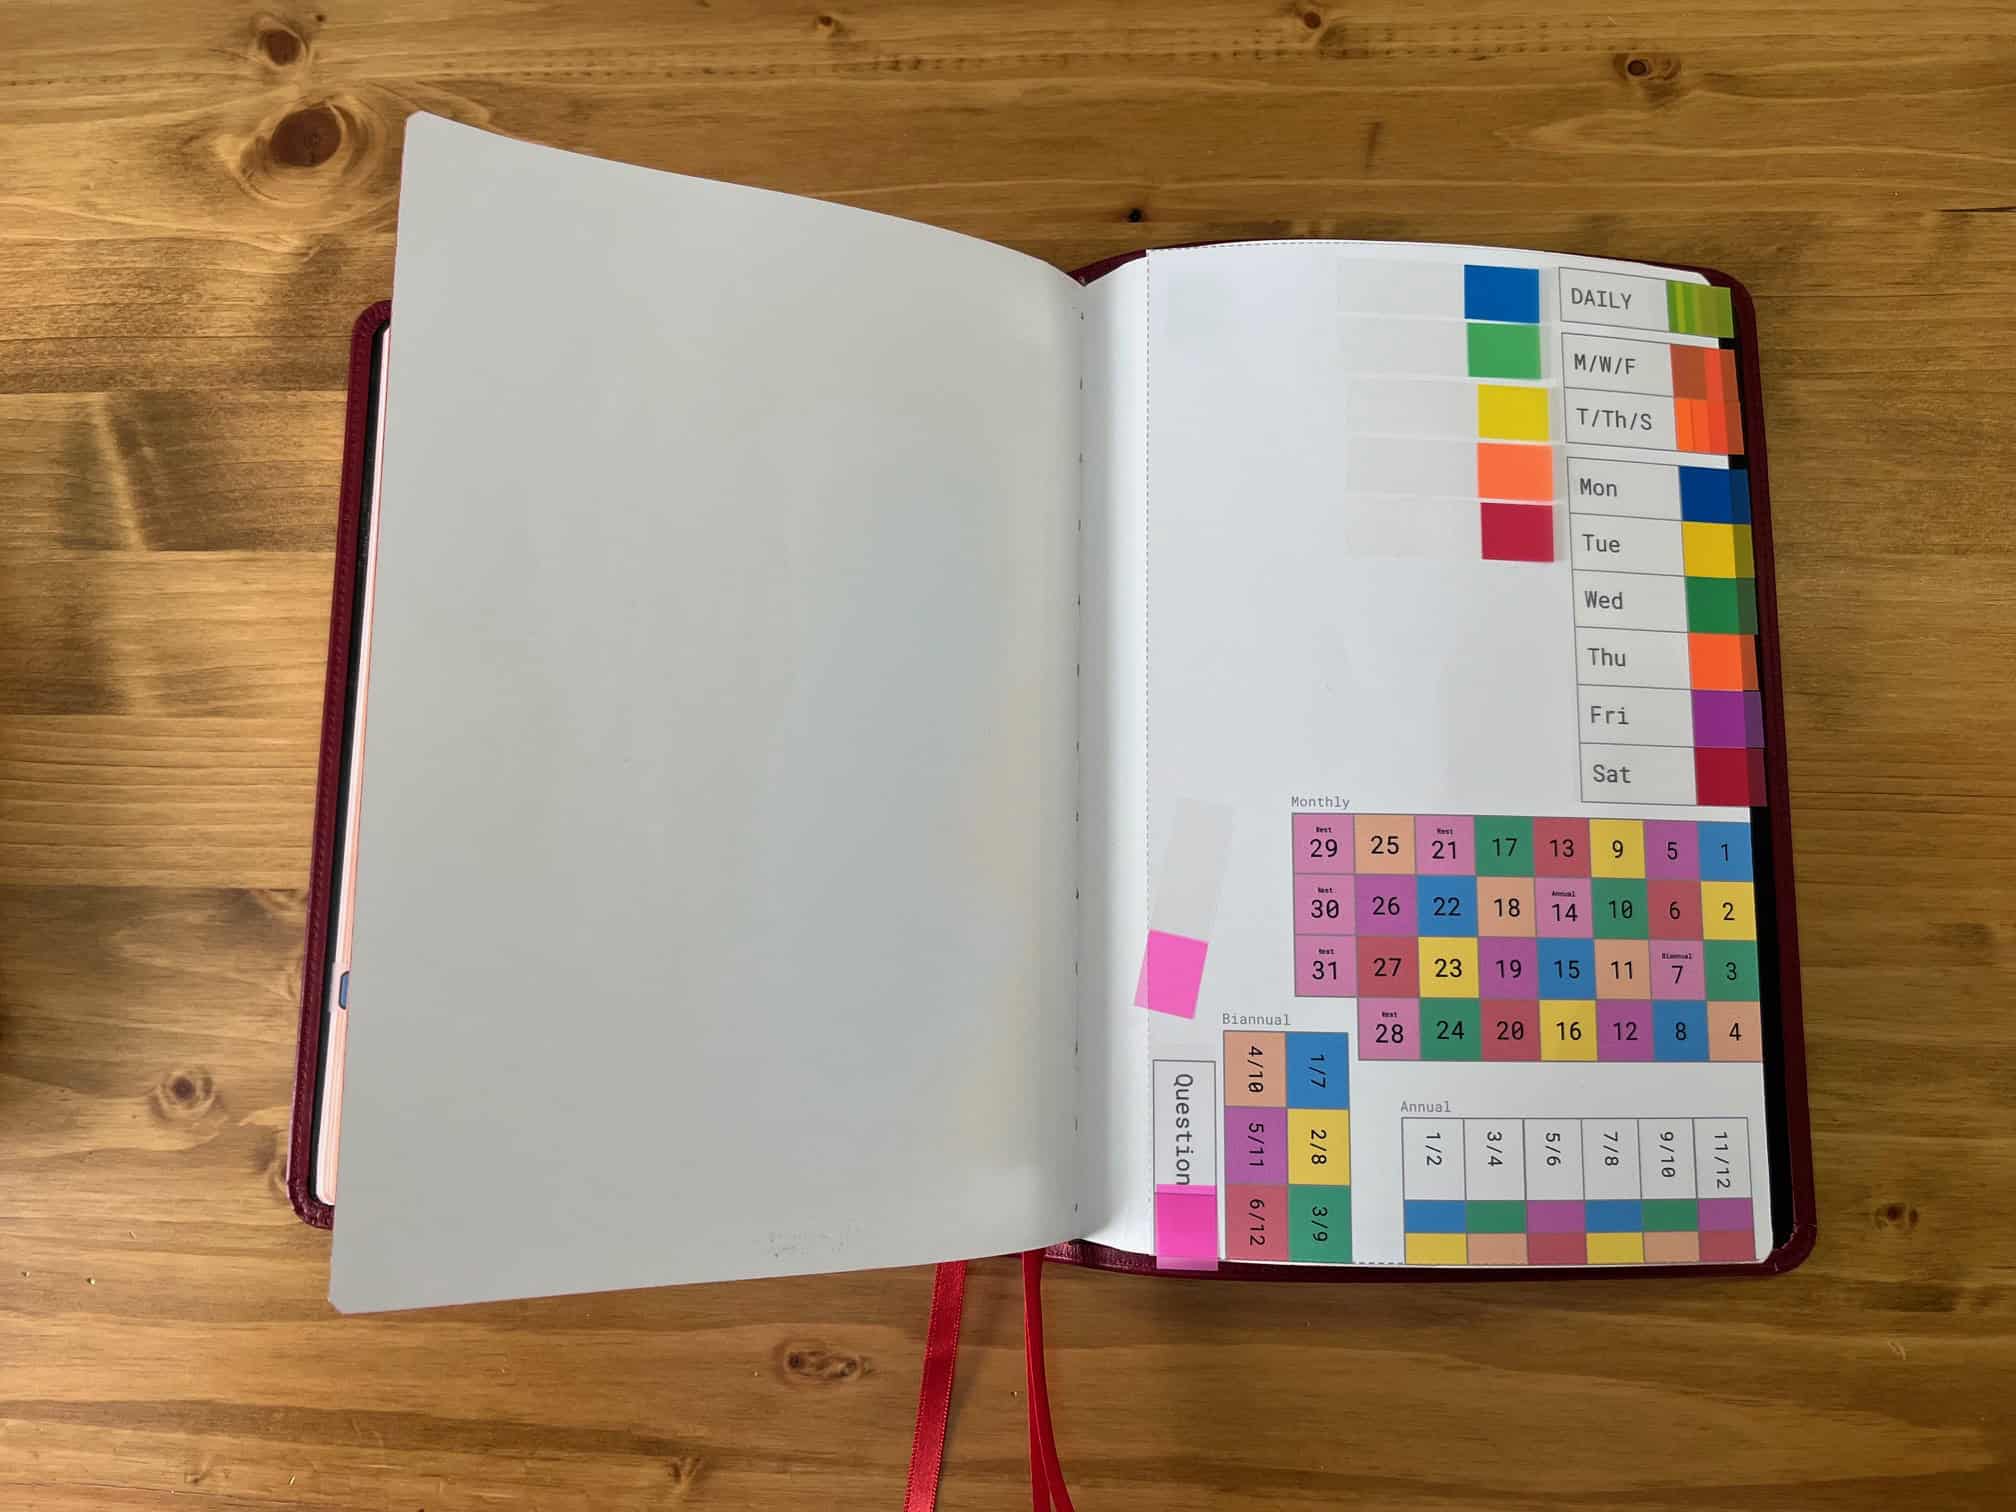 DAILY
M/W/F
T/Th/S
Mon
Tue
Wed
Thu
Fri
Sat
Monthly
Rest Rest
29 25 21 17 13 9 5 1
Rest Annual
30 26 22 18 14 10 6 2
Rest Biannual
31 27 23 19 15 11 7 3
Rest
28 24 20 16 12 8 4
Biannual
4/10 1/7
5/11 2/8
6/12 3/9
Question
Annual
1/2 3/4 5/6 7/8 9/10 11/12